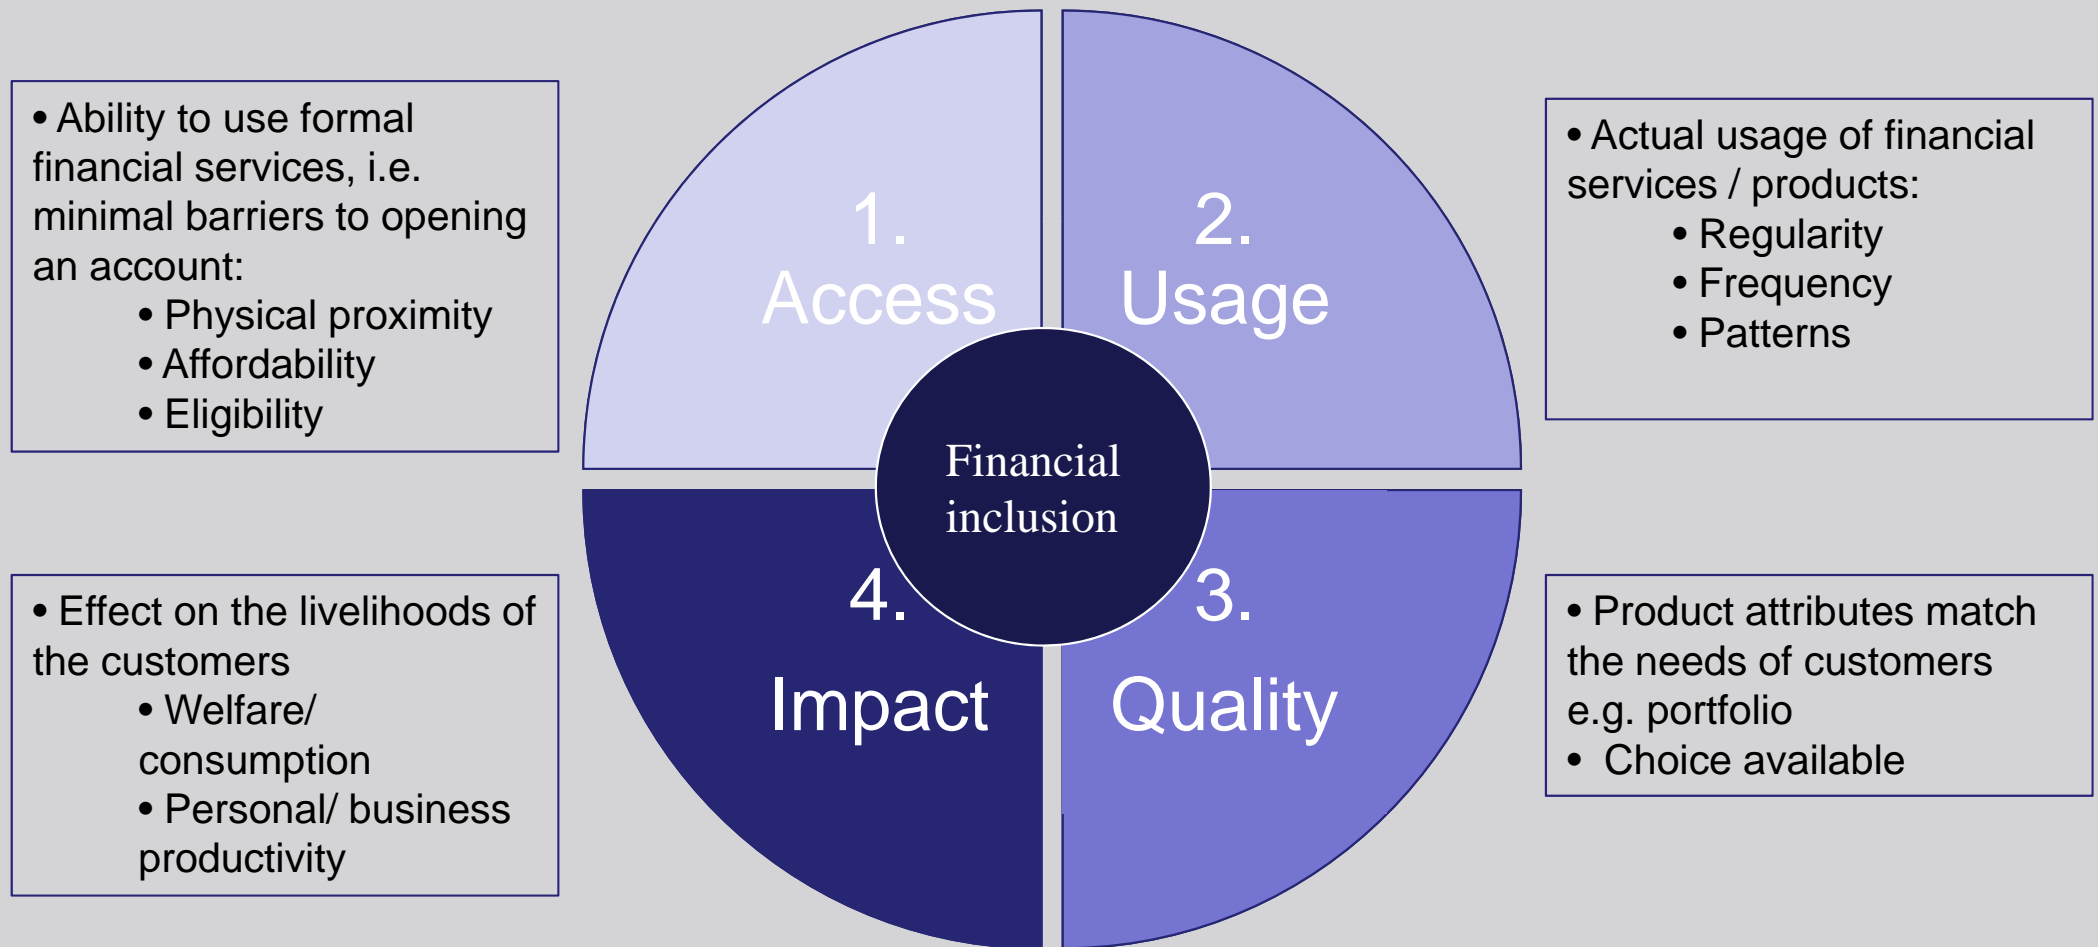 • Ability to use formal
financial services, i.e.
minimal barriers to opening
an account:
• Physical proximity
• Affordability
• Eligibility
1.
Access
2.
Usage
• Actual usage of financial
services / products:
• Regularity
• Frequency
• Patterns
Financial
inclusion
• Effect on the livelihoods of
the customers
• Welfare/
consumption
• Personal/ business
productivity
4.
Impact
3.
Quality
• Product attributes match
the needs of customers
e.g. portfolio
• Choice available